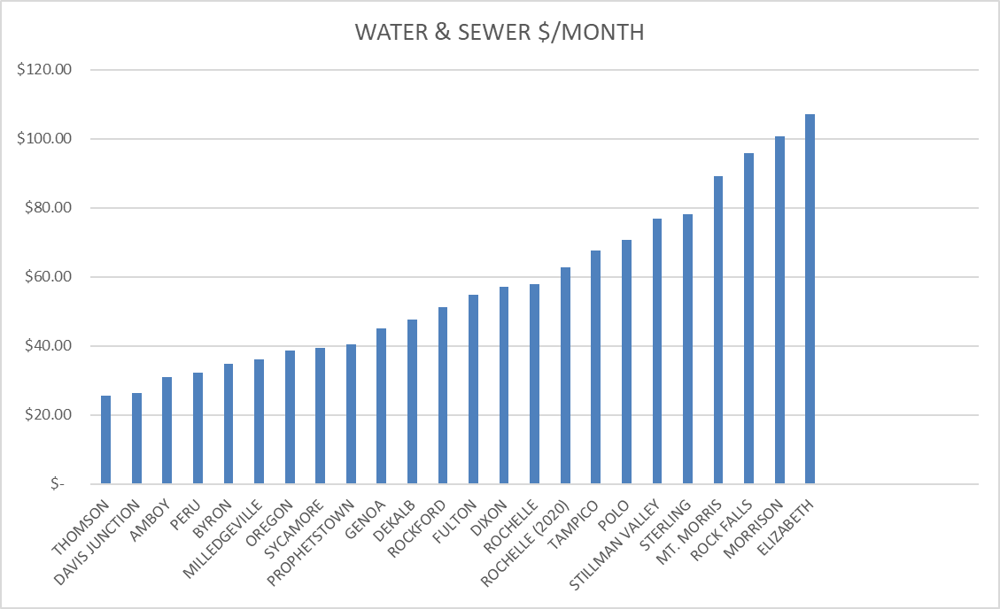 WATER & SEWER $/MONTH
$120.00
$100.00
$80.00
$60.00
$40.00
$20.00
$-
THOMSON
DAVIS JUNCTION
AMBOY
PERU
BYRON
MILLEDGEVILLE
OREGON
SYCAMORE
PROPHETSTOWN
GENOA
DEKALB
ROCKFORD
FULTON
DIXON
ROCHELLE
ROCHELLE (2020)
TAMPICO
POLO
STILLMAN VALLEY
STERLING
MT. MORRIS
ROCK FALLS
MORRISON
ELIZABETH